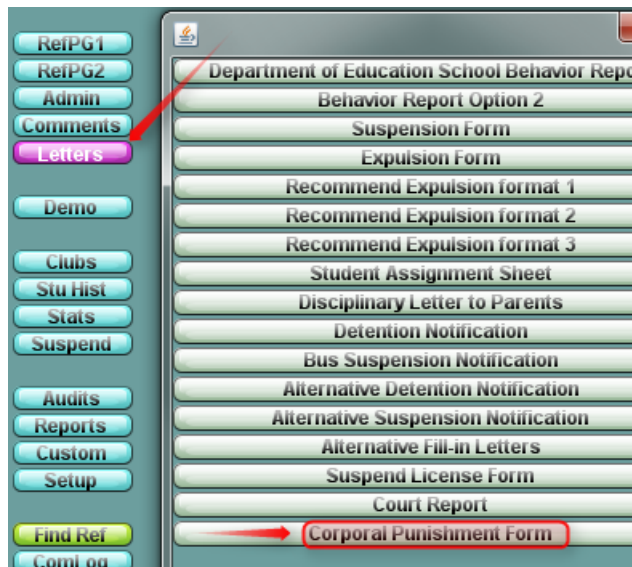 RefPG1
RefPG2
Admin
Comments
Letters
Demo
Clubs
Stu Hist
Stats
Suspend
Audits
Reports
Custom
Setup
Find Ref
ComLog
Department of Education School Behavior Repo
Behavior Report Option 2
Suspension Form
Expulsion Form
Recommend Expulsion format 1
Recommend Expulsion format 2
Recommend Expulsion format 3
Student Assignment Sheet
Disciplinary Letter to Parents
Detention Notification
Bus Suspension Notification
Alternative Detention Notification
Alternative Suspension Notification
Alternative Fill-in Letters
Suspend License Form
Court Report
Corporal Punishment Form